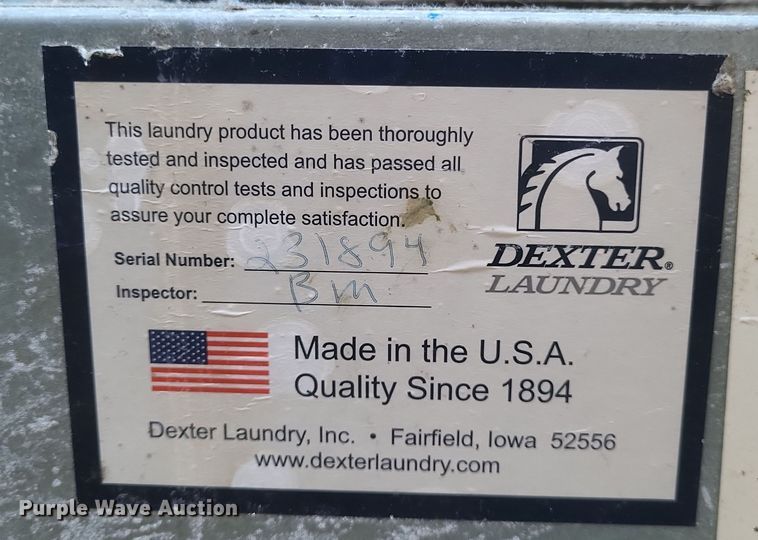 This laundry product has been thoroughly
tested and inspected and has passed all
quality control tests and inspections to
assure your complete satisfaction.
Serial Number: 231894
Inspector: Bm
DEXTER®
LAUNDRY
Made in the U.S.A.
Quality Since 1894
Dexter Laundry, Inc. • Fairfield, Iowa 52556
www.dexterlaundry.com
Purple Wave Auction